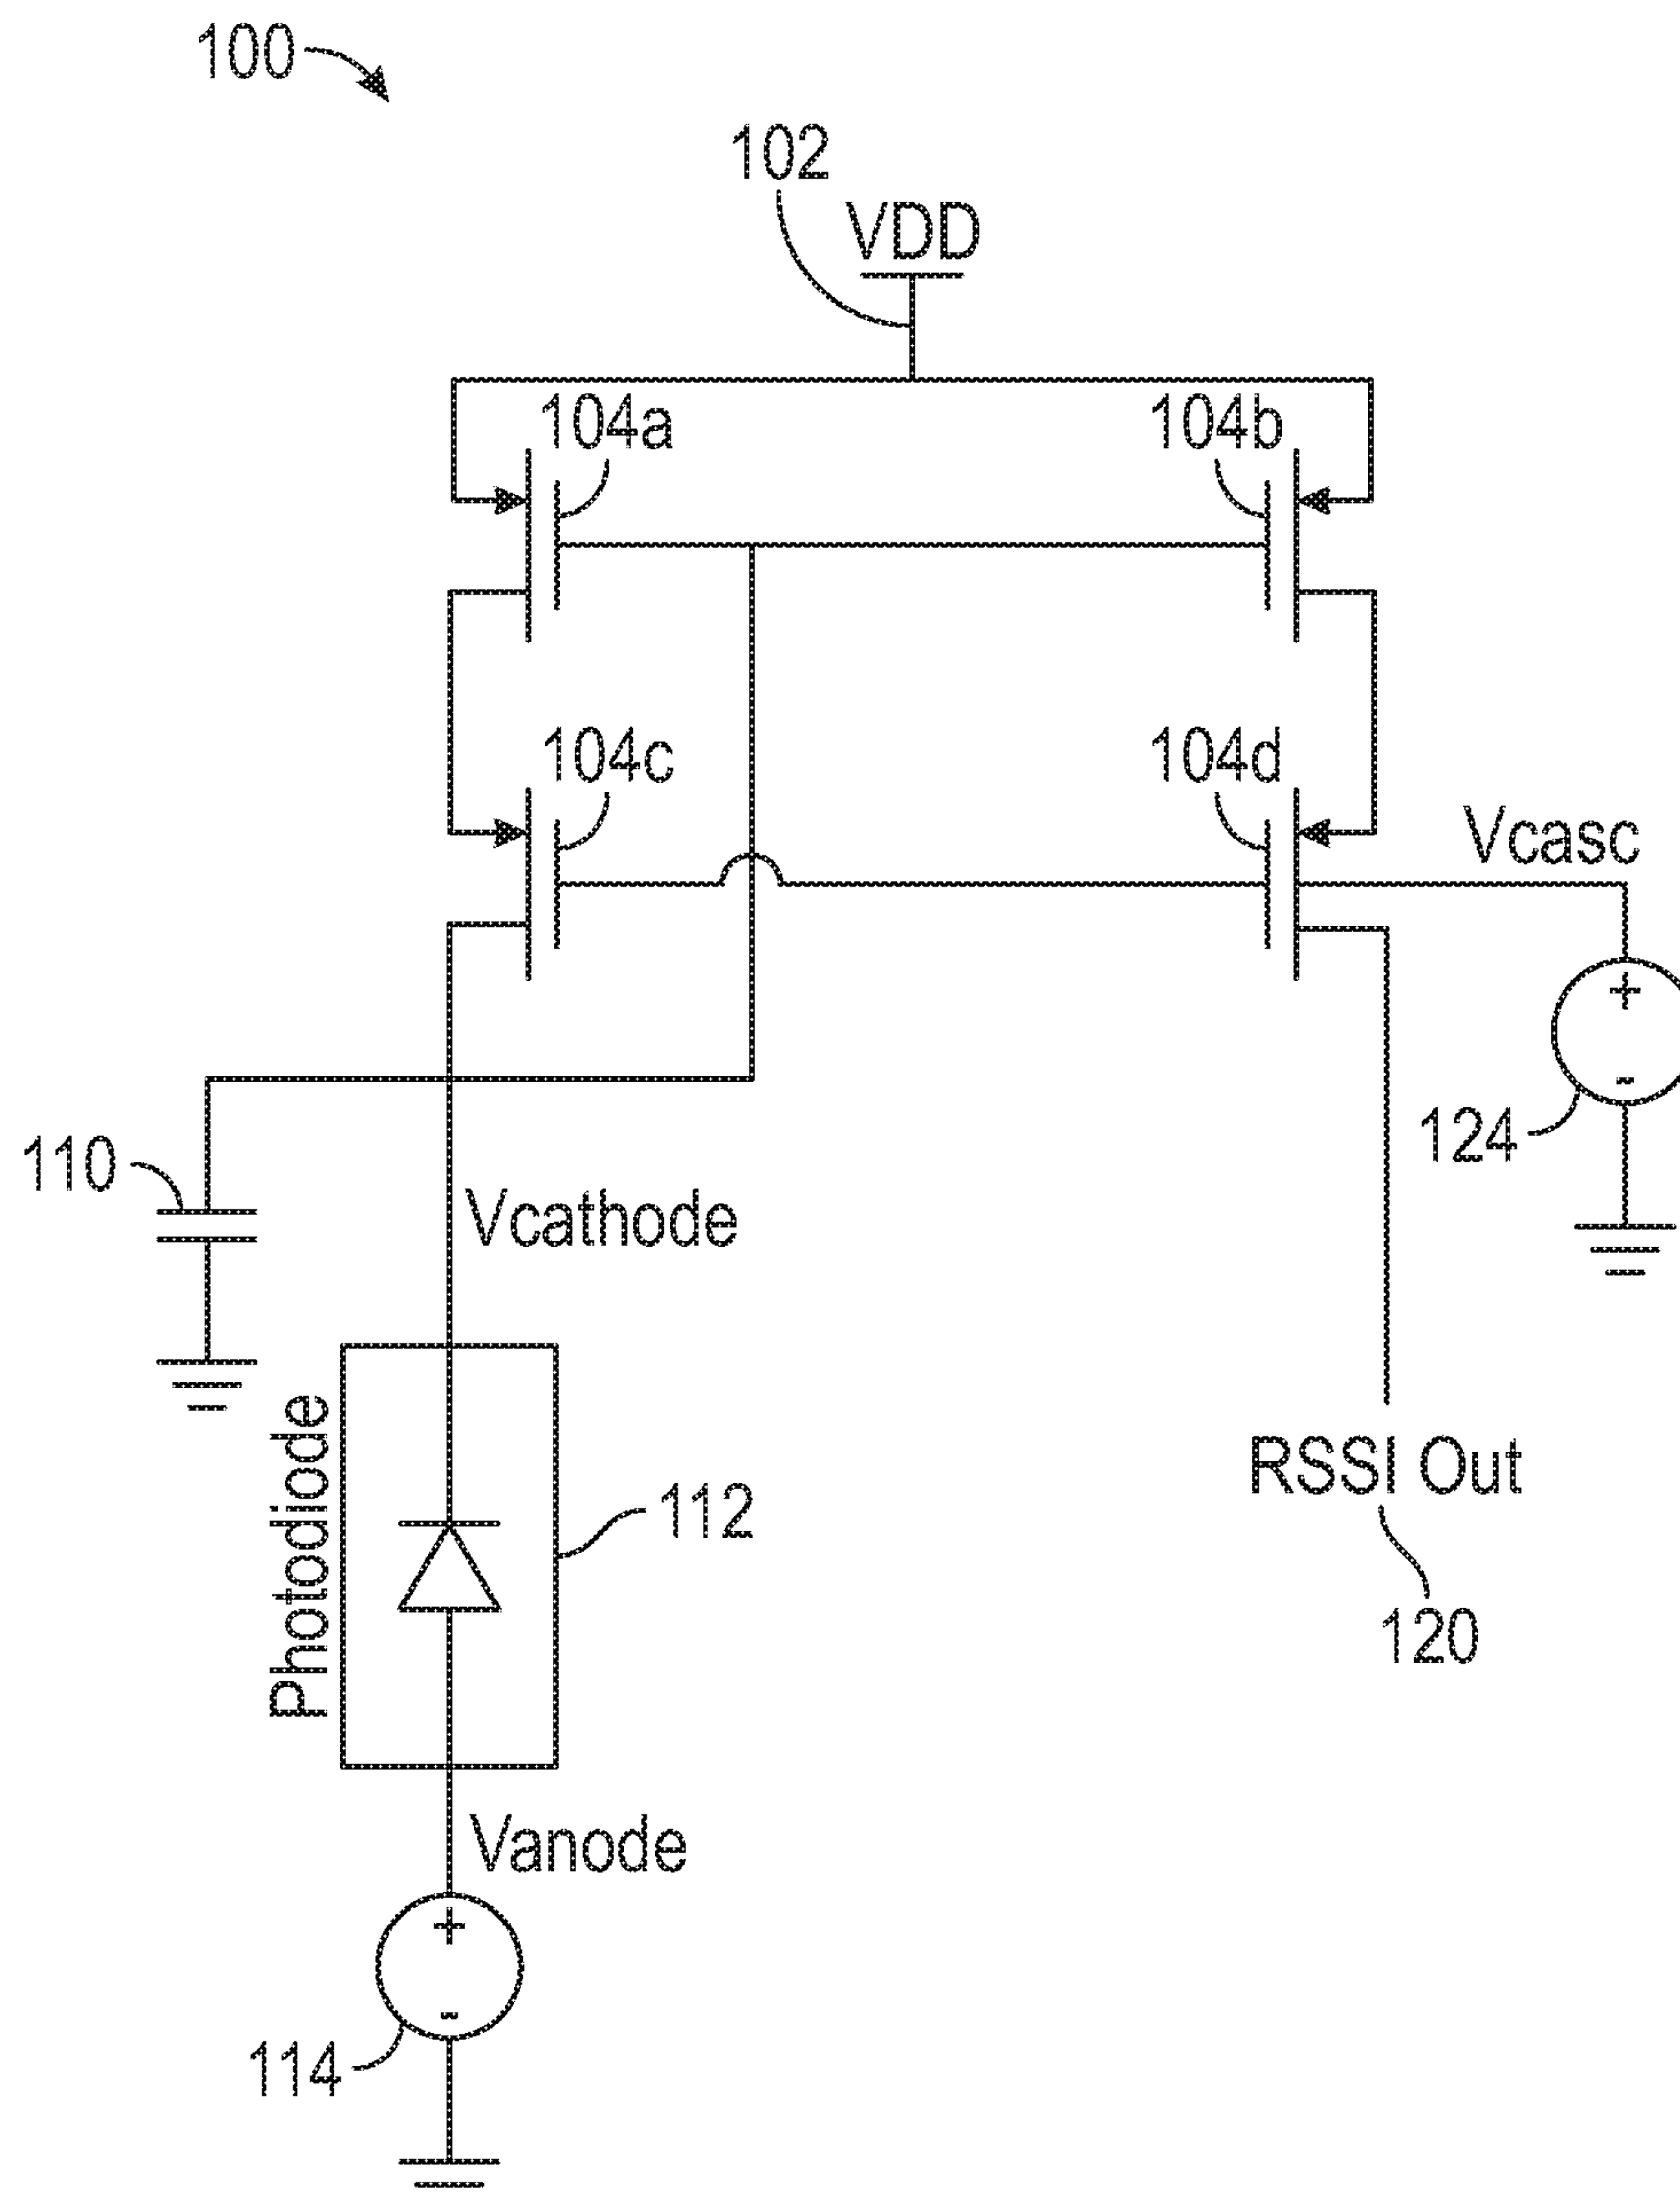 100
102
VDD
104a
104b
104c
104d
Vcasc
+
-
124
110
Vcathode
Photodiode
112
RSSI Out
120
Vanode
+
-
114